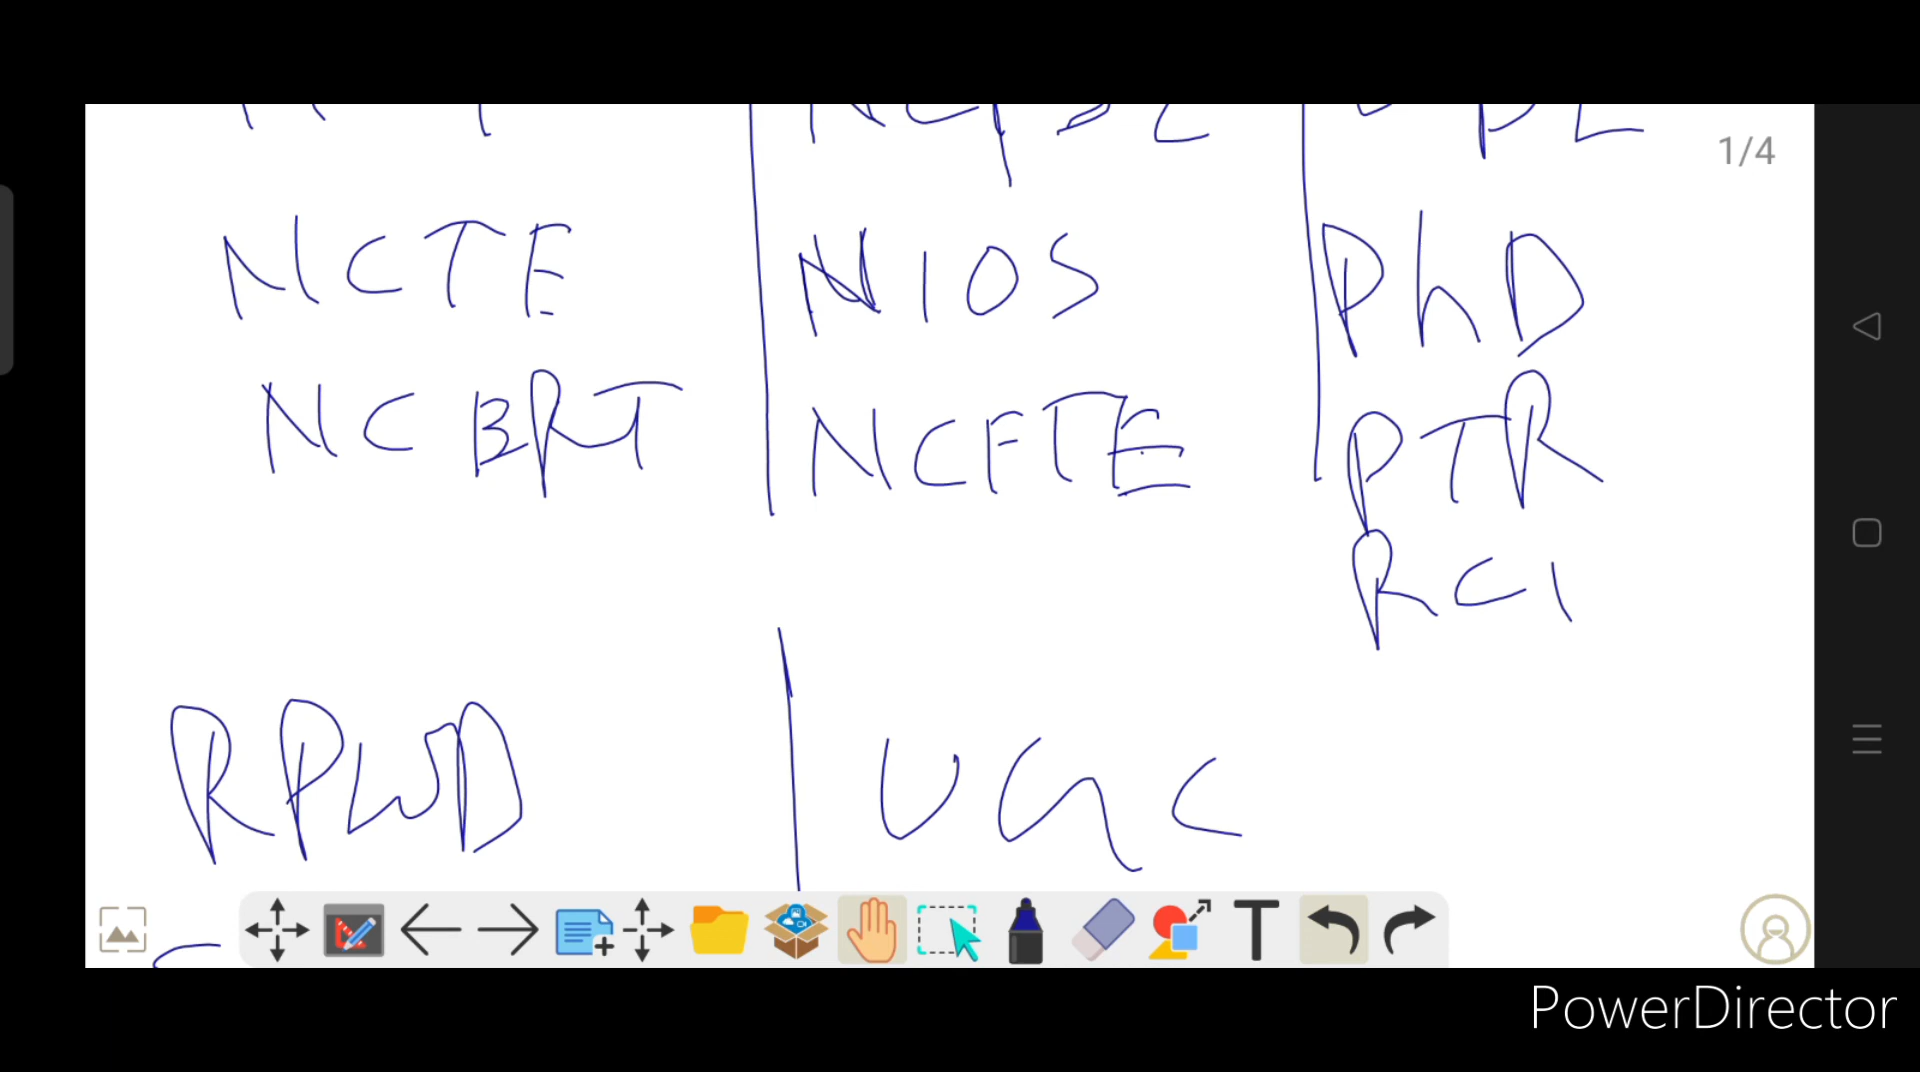 1/4
NCTE NIOS PhD
NCERT NCFTE PTR
RCI
RPWD UGC
T
PowerDirector